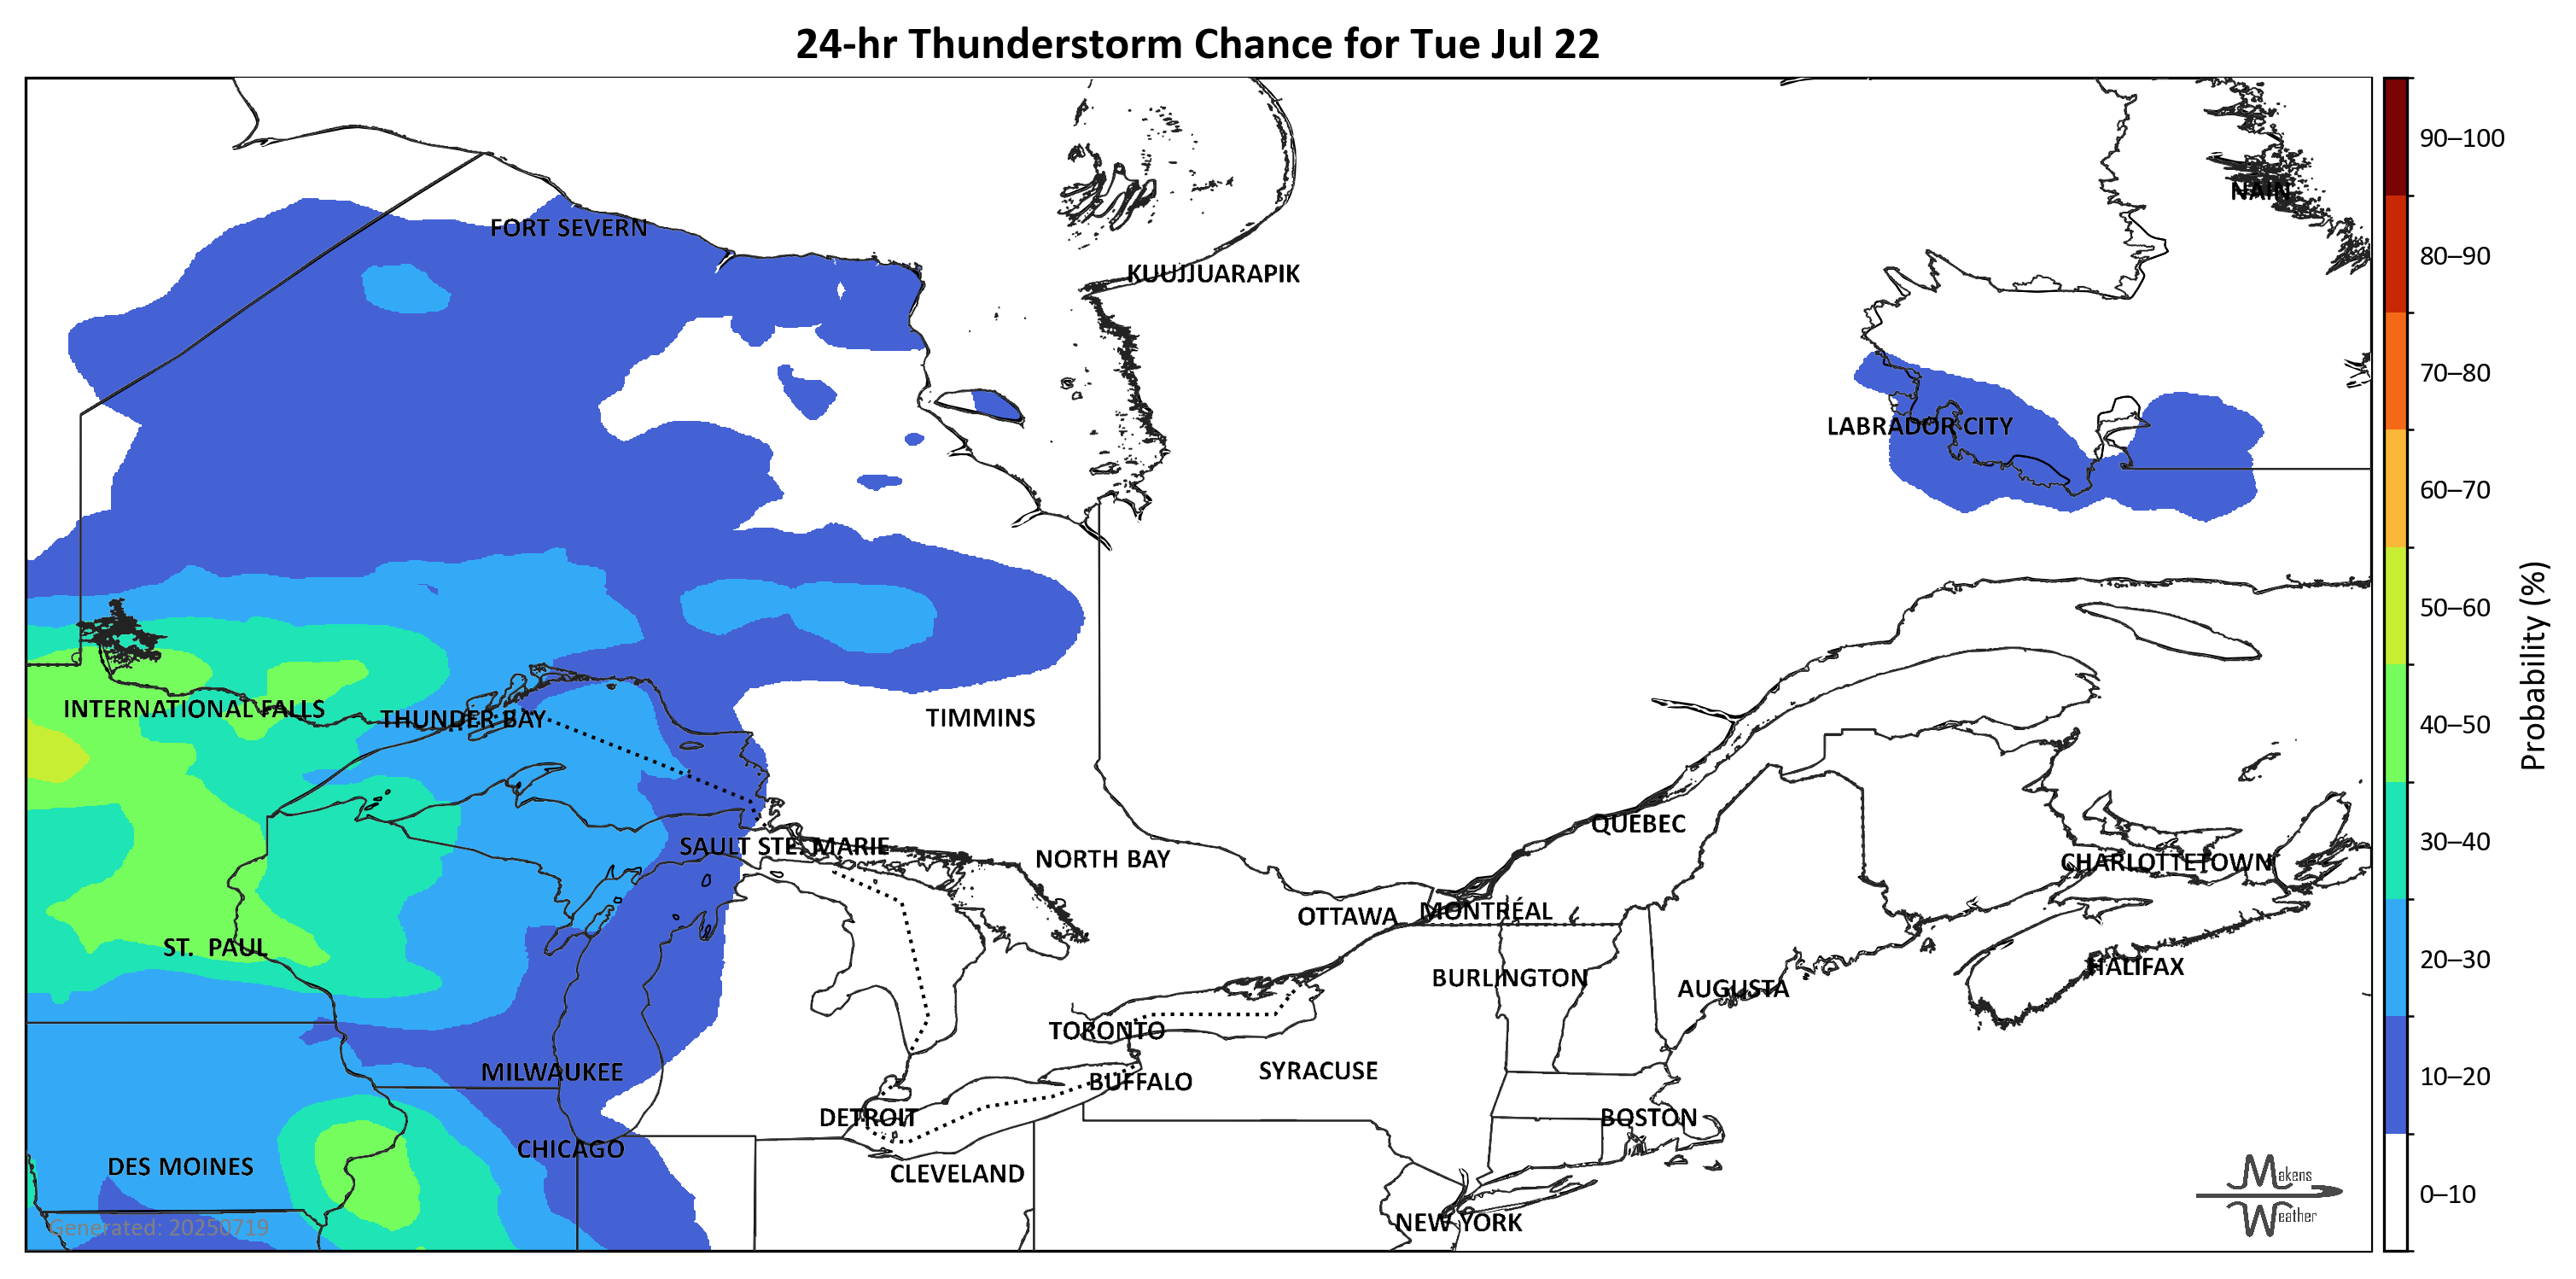 24-hr Thunderstorm Chance for Tue Jul 22
90–100
NAIN
FORT SEVERN
80–90
KUUJJUARAPIK
70–80
LABRADOR CITY
60–70
50–60
Probability (%)
INTERNATIONAL FALLS
THUNDER BAY
TIMMINS
40–50
QUEBEC
SAULT STE. MARIE
NORTH BAY
CHARLOTTETOWN
30–40
OTTAWA
MONTRÉAL
ST. PAUL
HALIFAX
20–30
BURLINGTON
AUGUSTA
TORONTO
MILWAUKEE
SYRACUSE
BUFFALO
10–20
DETROIT
BOSTON
CHICAGO
DES MOINES
CLEVELAND
Makens
Weather
0–10
NEW YORK
Generated: 20250719